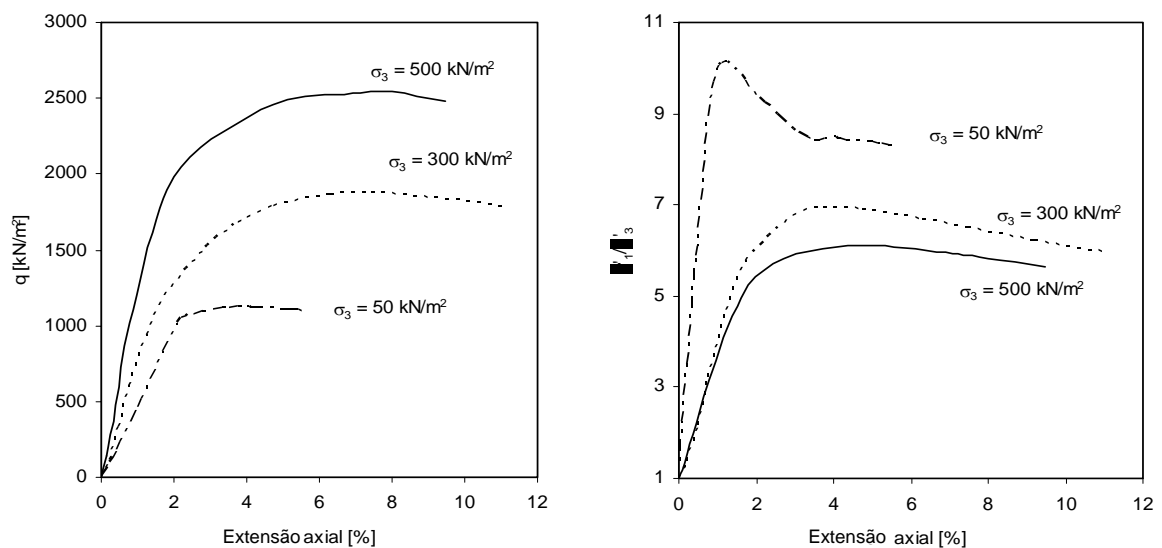 3000
2500
2000
1500
1000
500
0
q [kN/m²]
σ3 = 500 kN/m²
σ3 = 300 kN/m²
σ3 = 50 kN/m²
0 2 4 6 8 10 12
Extensão axial [%]
11
9
7
5
3
1
σ3 = 50 kN/m²
σ3 = 300 kN/m²
σ3 = 500 kN/m²
0 2 4 6 8 10 12
Extensão axial [%]